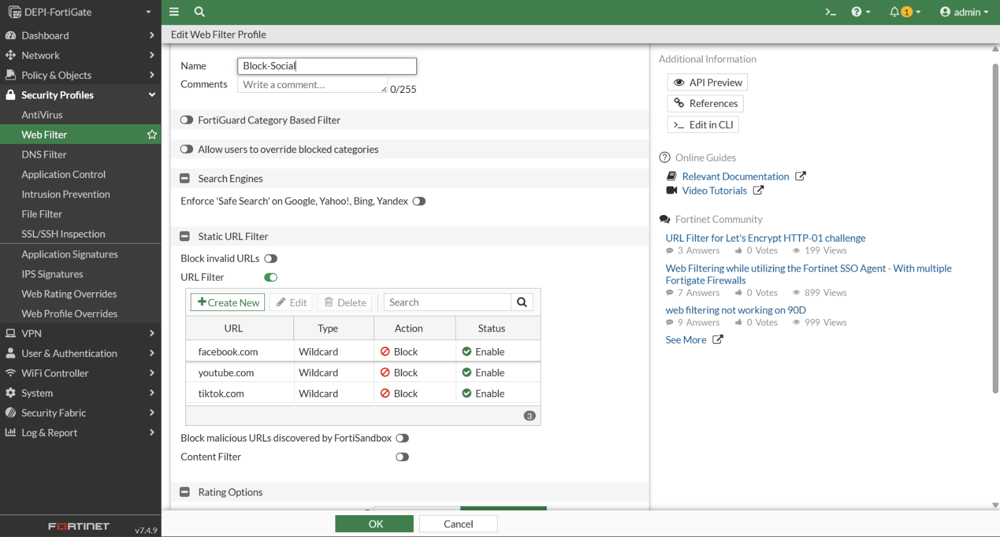 DEPI-FortiGate
1
admin
Dashboard
Network
Policy & Objects
Security Profiles
AntiVirus
Web Filter
DNS Filter
Application Control
Intrusion Prevention
File Filter
SSL/SSH Inspection
Application Signatures
IPS Signatures
Web Rating Overrides
Web Profile Overrides
VPN
User & Authentication
WiFi Controller
System
Security Fabric
Log & Report
FORTINET
v7.4.9
Edit Web Filter Profile
Name Block-Social
Comments Write a comment... 0/255
FortiGuard Category Based Filter
Allow users to override blocked categories
Search Engines
Enforce 'Safe Search' on Google, Yahoo!, Bing, Yandex
Static URL Filter
Block invalid URLs
URL Filter
+Create New Edit Delete Search
URL Type Action Status
facebook.com Wildcard Block Enable
youtube.com Wildcard Block Enable
tiktok.com Wildcard Block Enable
3
Block malicious URLs discovered by FortiSandbox
Content Filter
Rating Options
OK Cancel
Additional Information
API Preview
References
>_ Edit in CLI
Online Guides
Relevant Documentation
Video Tutorials
Fortinet Community
URL Filter for Let's Encrypt HTTP-01 challenge
3 Answers 0 Votes 199 Views
Web Filtering while utilizing the Fortinet SSO Agent - With multiple
Fortigate Firewalls
7 Answers 0 Votes 899 Views
web filtering not working on 90D
9 Answers 0 Votes 999 Views
See More